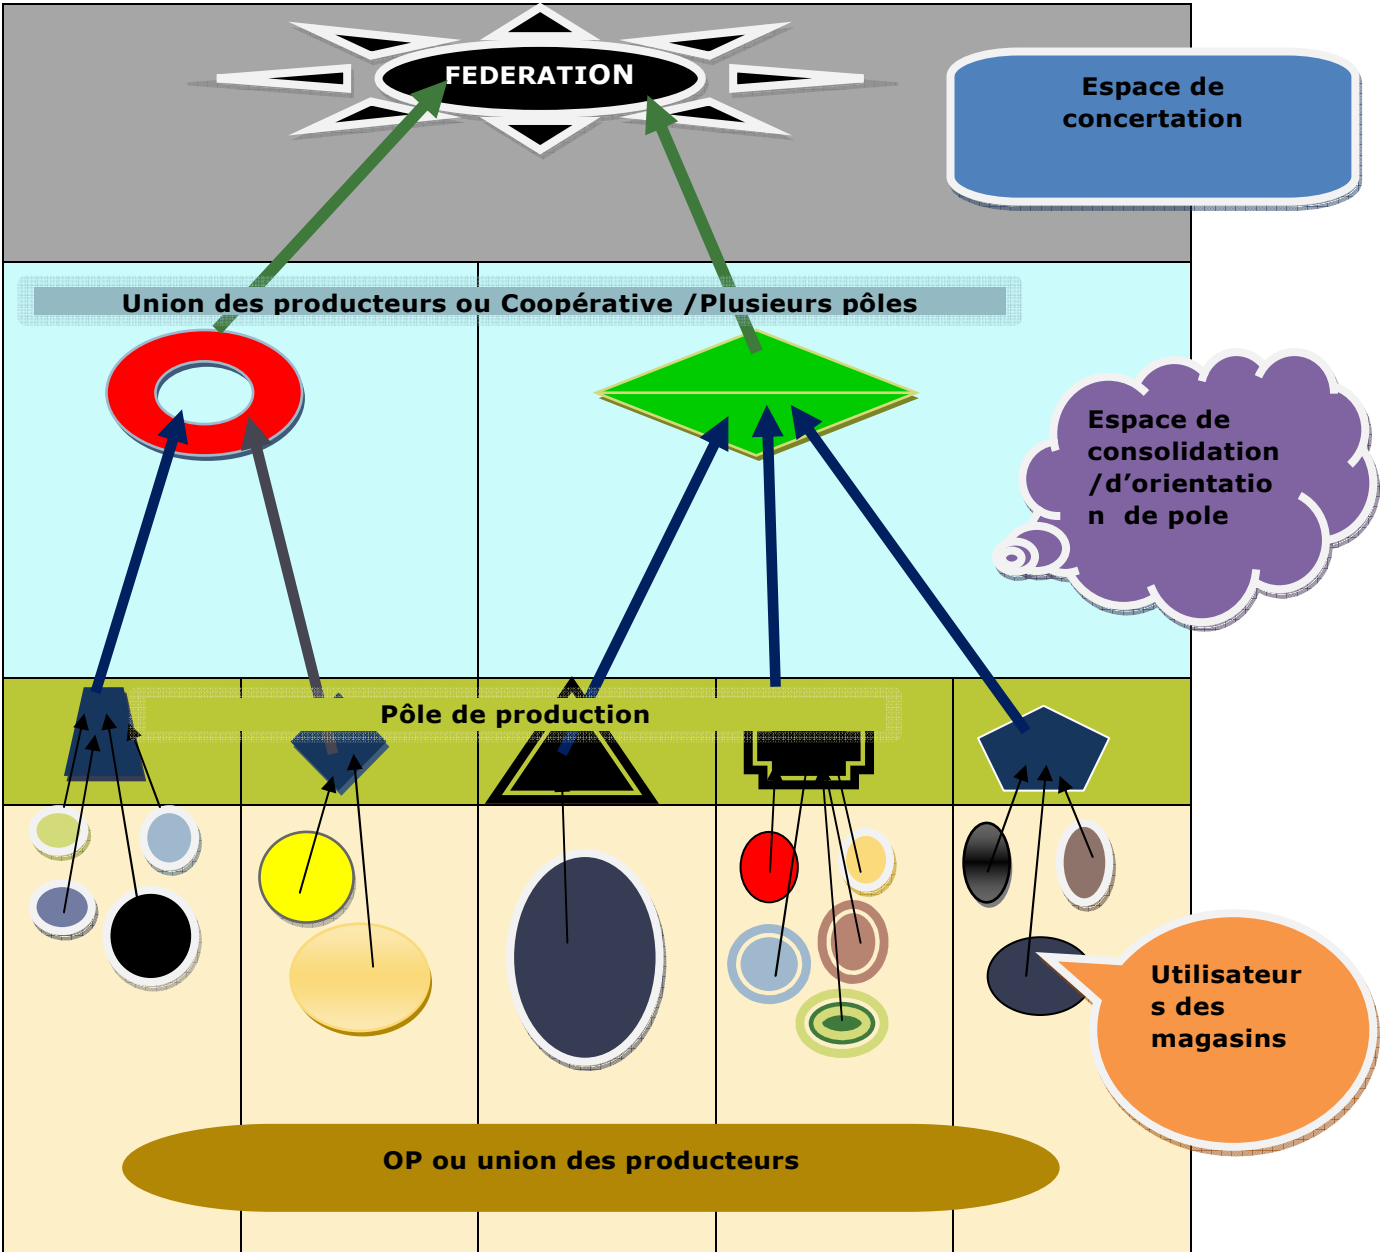 FEDERATION
Espace de
concertation
Union des producteurs ou Coopérative /Plusieurs pôles
Espace de
consolidation
/d’orientatio
n  de pole
Pôle de production
Utilisateur
s des
magasins
OP ou union des producteurs